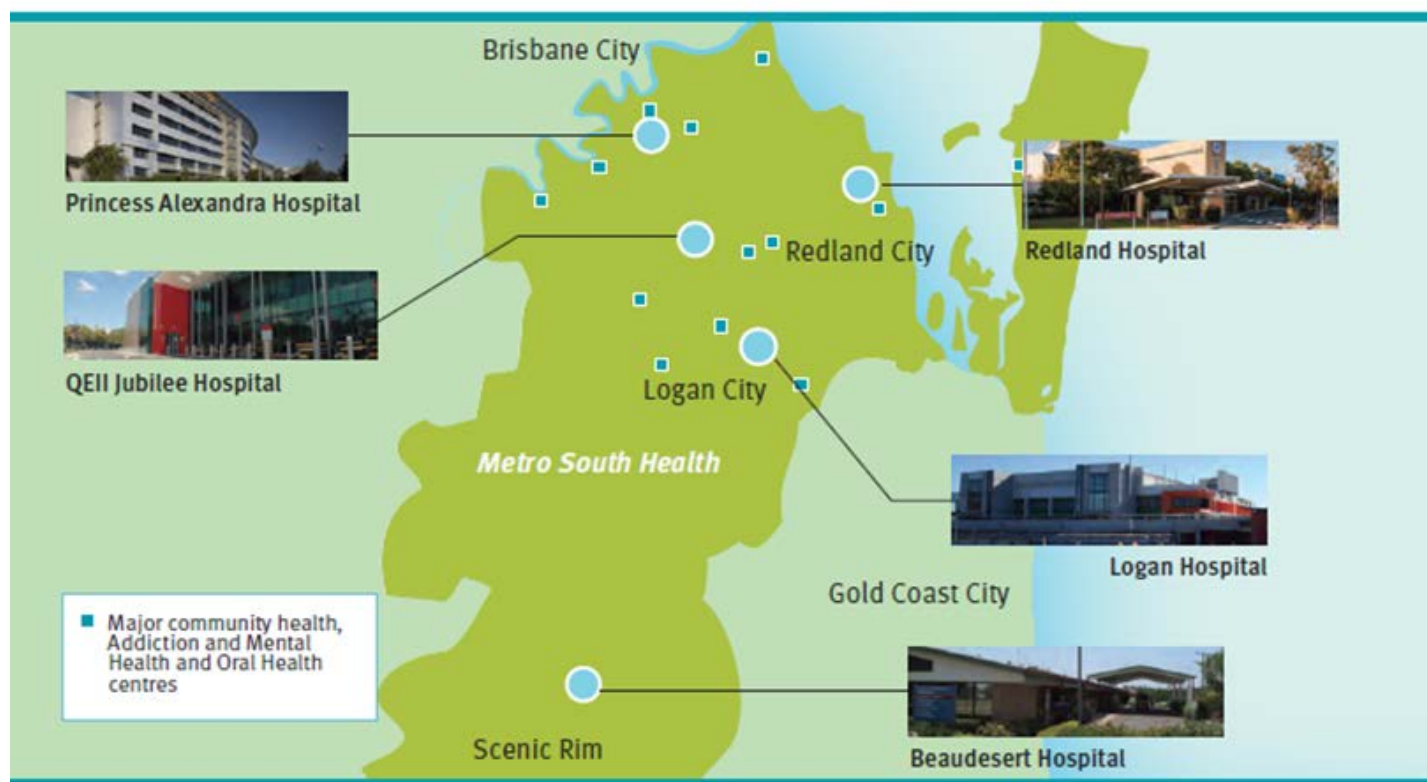 Brisbane City
Princess Alexandra Hospital
Redland City
Redland Hospital
QEII Jubilee Hospital
Logan City
Metro South Health
Logan Hospital
Gold Coast City
Major community health,
Addiction and Mental
Health and Oral Health
centres
Scenic Rim
Beaudesert Hospital